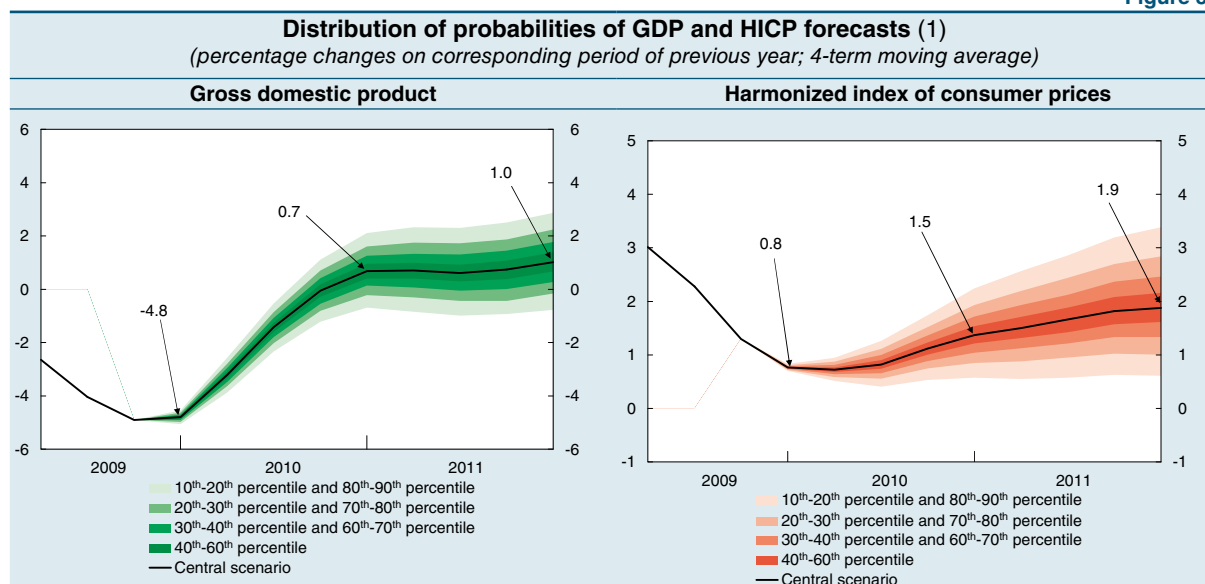 Figure
Distribution of probabilities of GDP and HICP forecasts (1)
(percentage changes on corresponding period of previous year; 4-term moving average)
Gross domestic product
6
4
2
0
-2
-4
-6
6
4
2
0
-2
-4
-6
-4.8
0.7
1.0
2009
2010
2011
10th-20th percentile and 80th-90th percentile
20th-30th percentile and 70th-80th percentile
30th-40th percentile and 60th-70th percentile
40th-60th percentile
Central scenario
Harmonized index of consumer prices
5
4
3
2
1
0
-1
5
4
3
2
1
0
-1
0.8
1.5
1.9
2009
2010
2011
10th-20th percentile and 80th-90th percentile
20th-30th percentile and 70th-80th percentile
30th-40th percentile and 60th-70th percentile
40th-60th percentile
Central scenario